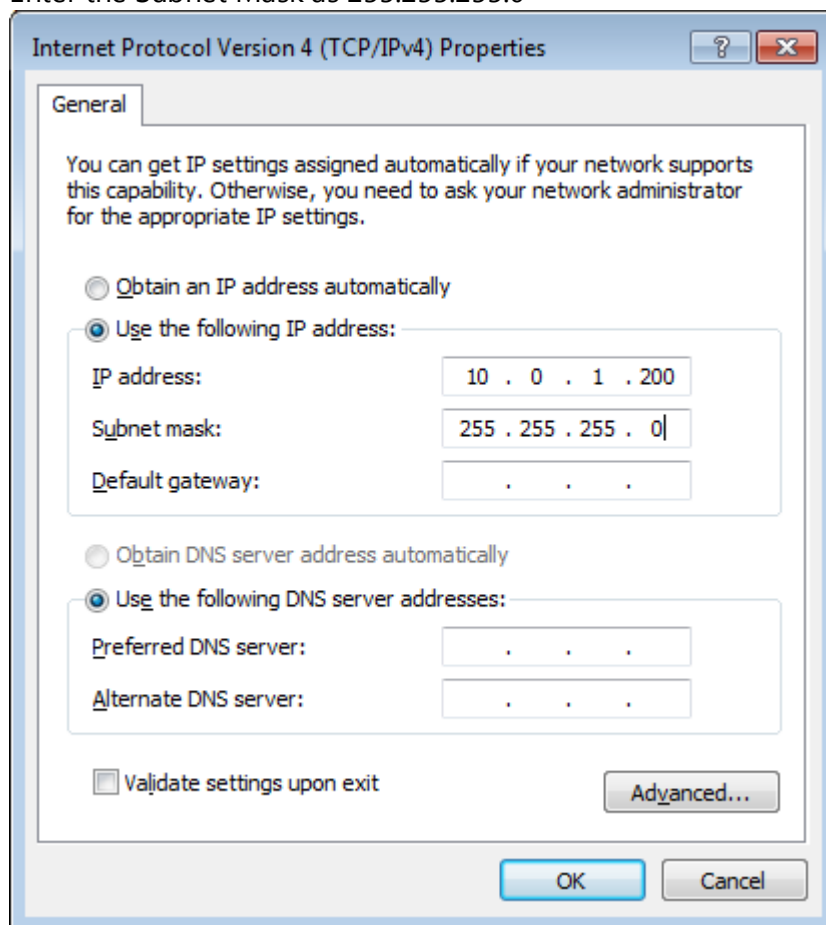 Enter the Subnet Mask as 255.255.255.0
Internet Protocol Version 4 (TCP/IPv4) Properties
General
You can get IP settings assigned automatically if your network supports
this capability. Otherwise, you need to ask your network administrator
for the appropriate IP settings.
Obtain an IP address automatically
Use the following IP address:
IP address: 10 . 0 . 1 . 200
Subnet mask: 255 . 255 . 255 . 0
Default gateway: . . .
Obtain DNS server address automatically
Use the following DNS server addresses:
Preferred DNS server: . . .
Alternate DNS server: . . .
Validate settings upon exit
Advanced...
OK Cancel